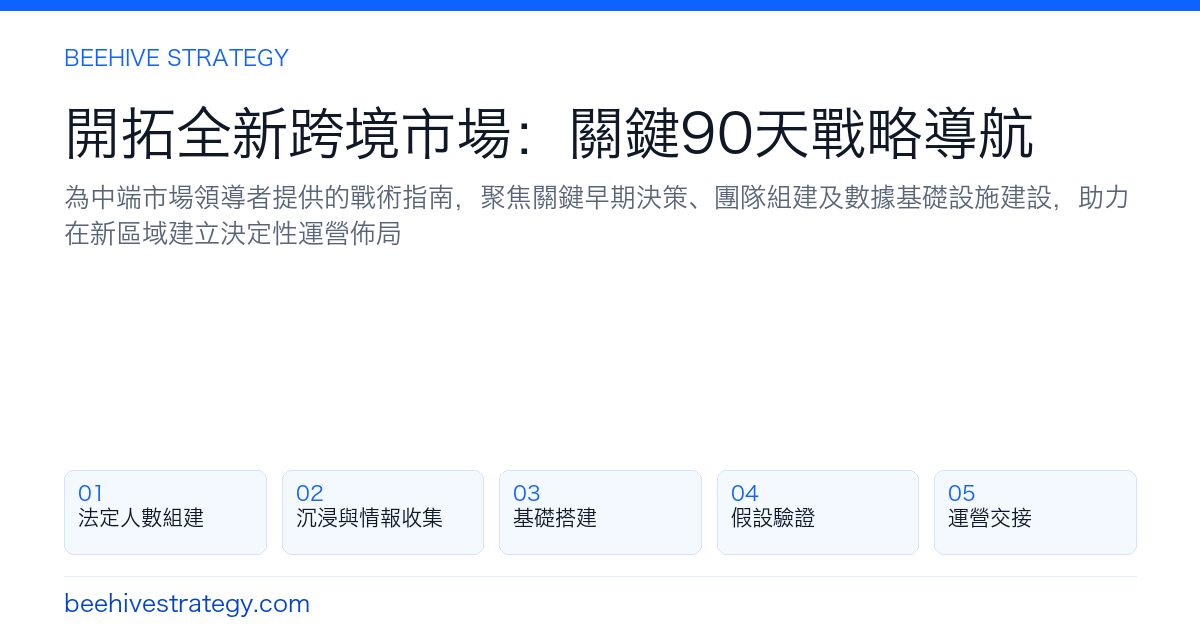 BEEHIVE STRATEGY
開拓全新跨境市場：關鍵90天戰略導航
為中端市場領導者提供的戰術指南，聚焦關鍵早期決策、團隊組建及數據基礎設施建設，助力
在新區域建立決定性運營佈局
01
法定人數組建
02
沉浸與情報收集
03
基礎搭建
04
假設驗證
05
運營交接
beehivestrategy.com